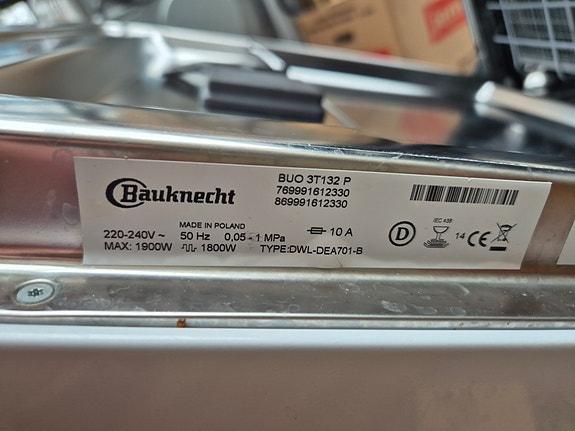 Bauknecht
BUO 3T132 P
769991612330
869991612330
MADE IN POLAND
220-240V ~ 50 Hz 0,05 - 1 MPa 10 A
MAX: 1900W 1800W TYPE:DWL-DEA701-B
D
IEC 436
14 CE